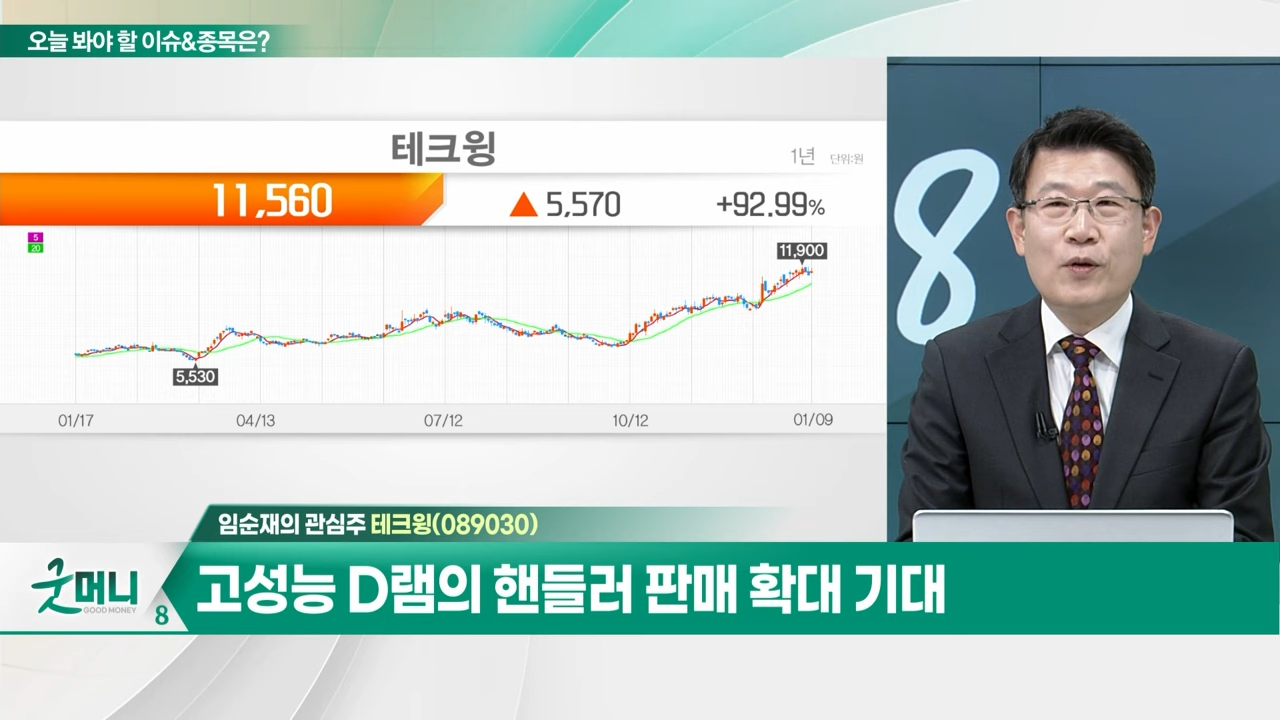 오늘 봐야 할 이슈&종목은?
테크윙
1년 단위:원
11,560 ▲ 5,570 +92.99%
5
20
11,900
5,530
01/17 04/13 07/12 10/12 01/09
8
임순재의 관심주 테크윙(089030)
굿머니
GOOD MONEY
8
고성능 D램의 핸들러 판매 확대 기대